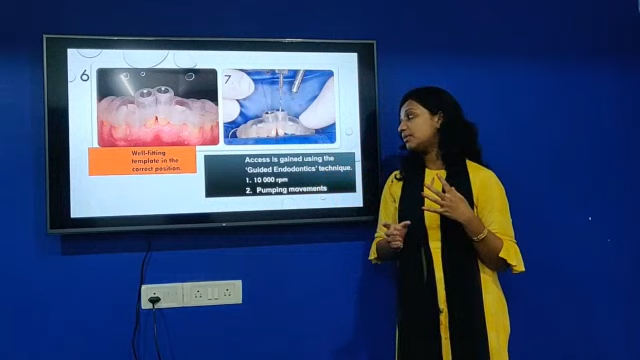 6
7
Well-fitting
template in the
correct position.
Access is gained using the
'Guided Endodontics' technique.
1. 10 000 rpm
2. Pumping movements